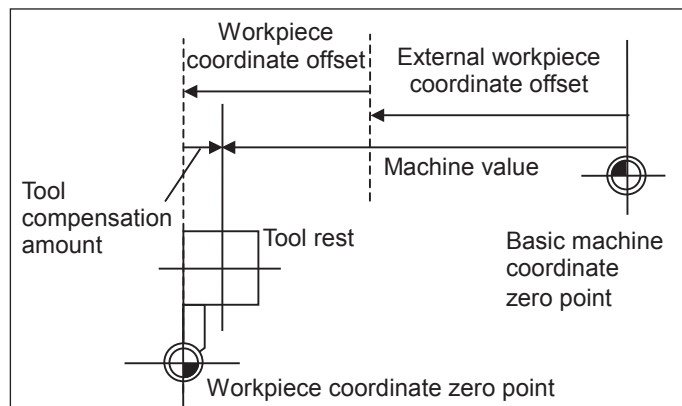 Workpiece
coordinate offset
External workpiece
coordinate offset
Machine value
Tool
compensation
amount
Tool rest
Basic machine
coordinate
zero point
Workpiece coordinate zero point